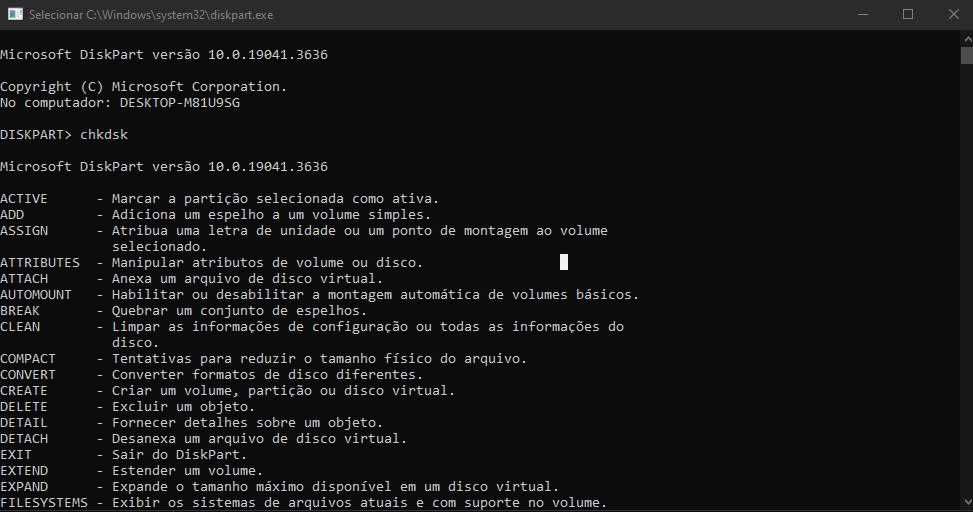 Selecionar C:\Windows\system32\diskpart.exe
Microsoft DiskPart versão 10.0.19041.3636
Copyright (C) Microsoft Corporation.
No computador: DESKTOP-M81U9SG
DISKPART> chkdsk
Microsoft DiskPart versão 10.0.19041.3636
ACTIVE - Marcar a partição selecionada como ativa.
ADD - Adiciona um espelho a um volume simples.
ASSIGN - Atribua uma letra de unidade ou um ponto de montagem ao volume
selecionado.
ATTRIBUTES - Manipular atributos de volume ou disco.
ATTACH - Anexa um arquivo de disco virtual.
AUTOMOUNT - Habilitar ou desabilitar a montagem automática de volumes básicos.
BREAK - Quebrar um conjunto de espelhos.
CLEAN - Limpar as informações de configuração ou todas as informações do
disco.
COMPACT - Tentativas para reduzir o tamanho físico do arquivo.
CONVERT - Converter formatos de disco diferentes.
CREATE - Criar um volume, partição ou disco virtual.
DELETE - Excluir um objeto.
DETAIL - Fornecer detalhes sobre um objeto.
DETACH - Desanexa um arquivo de disco virtual.
EXIT - Sair do DiskPart.
EXTEND - Estender um volume.
EXPAND - Expande o tamanho máximo disponível em um disco virtual.
FILESYSTEMS - Exibir os sistemas de arquivos atuais e com suporte no volume.